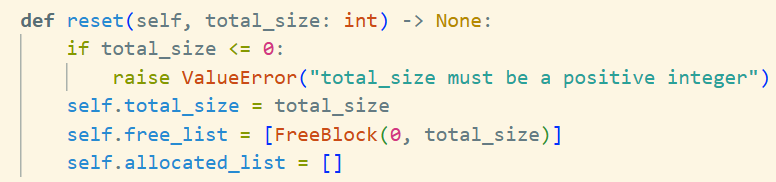 def reset(self, total_size: int) -> None:
    if total_size <= 0:
        raise ValueError("total_size must be a positive integer")
    self.total_size = total_size
    self.free_list = [FreeBlock(0, total_size)]
    self.allocated_list = []